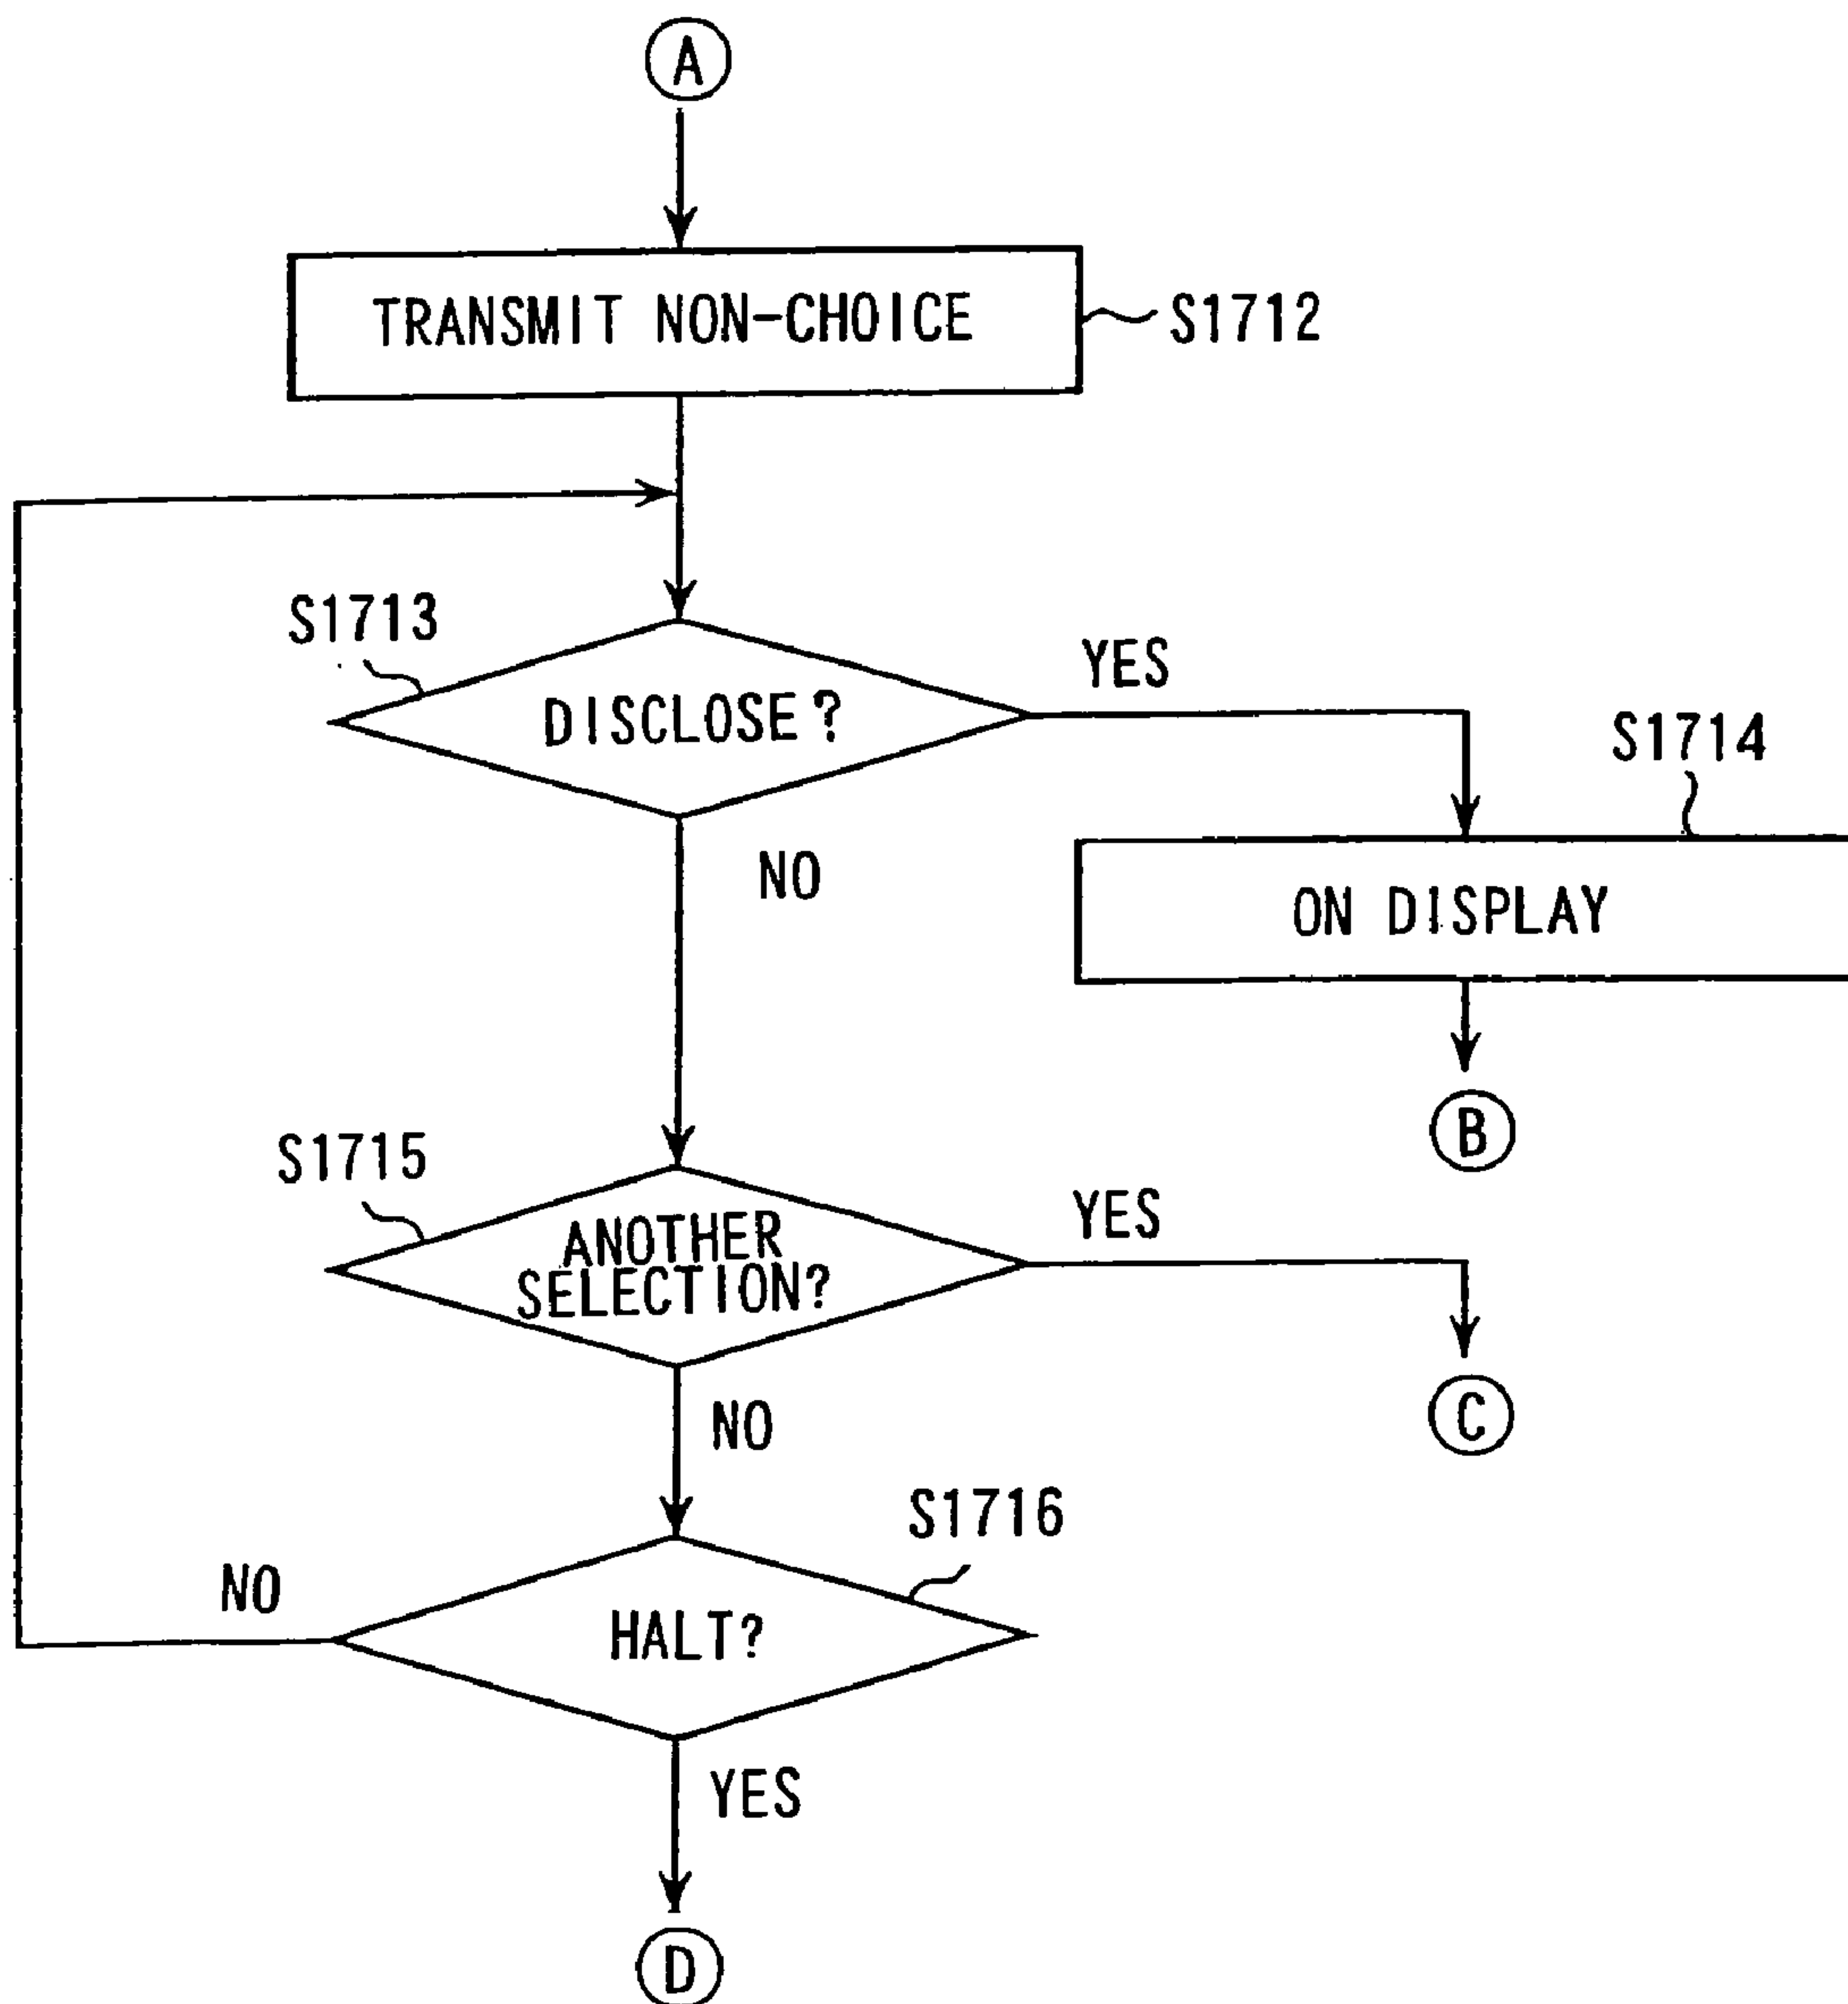 A
TRANSMIT NON-CHOICE
S1712
S1713
DISCLOSE?
YES
S1714
NO
ON DISPLAY
B
S1715
ANOTHER
SELECTION?
YES
C
NO
S1716
NO
HALT?
YES
D